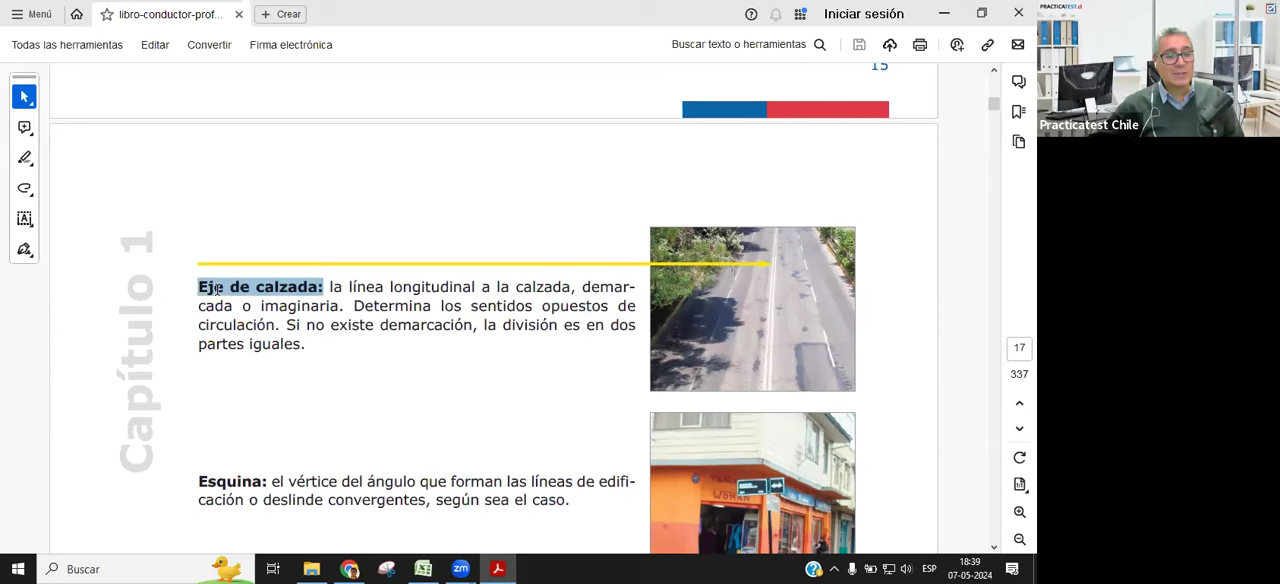 Menú
libro-conductor-prof...
Crear
Iniciar sesión
PRACTICATEST.cl
Todas las herramientas
Editar
Convertir
Firma electrónica
Buscar texto o herramientas
15
Practicatest Chile
Capítulo 1
Eje de calzada: la línea longitudinal a la calzada, demar-
cada o imaginaria. Determina los sentidos opuestos de
circulación. Si no existe demarcación, la división es en dos
partes iguales.
17
337
Esquina: el vértice del ángulo que forman las líneas de edifi-
cación o deslinde convergentes, según sea el caso.
WOMAN
Buscar
ESP
18:39
07-05-2024